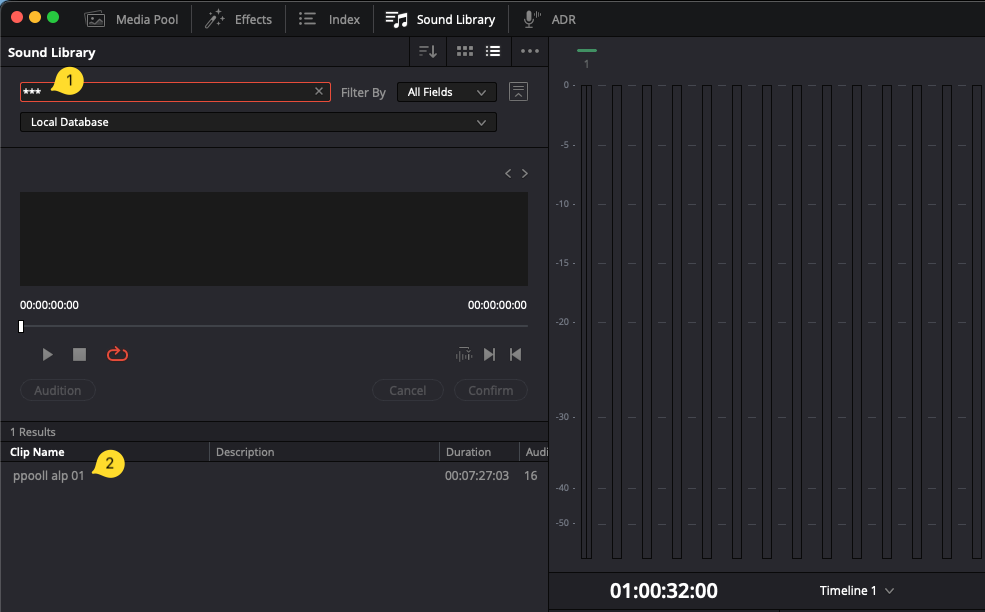 Media Pool Effects Index Sound Library ADR
Sound Library
*** 1 Filter By All Fields
Local Database
00:00:00:00 00:00:00:00
Audition Cancel Confirm
1 Results
Clip Name Description Duration Audi
ppooll alp 01 2 00:07:27:03 16
1
0
-5
-10
-15
-20
-30
-40
-50
01:00:32:00 Timeline 1